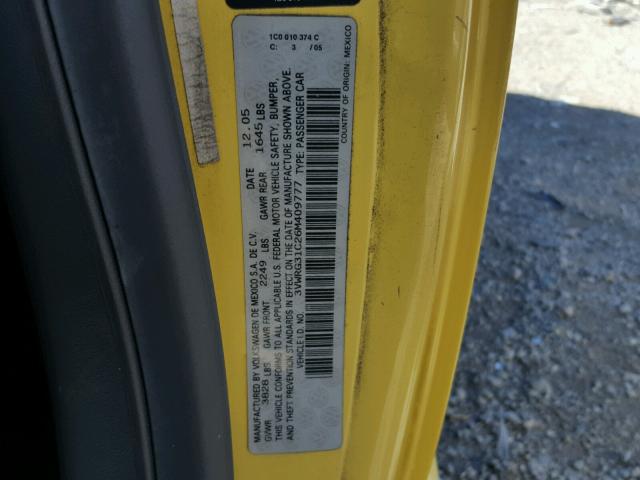 1C0 010 374 C
C: 3 / 05
MANUFACTURED BY VOLKSWAGEN DE MEXICO S.A. DE C.V. DATE 12.05
GVWR 3828 LBS GAWR FRONT 2249 LBS GAWR REAR 1645 LBS
THIS VEHICLE CONFORMS TO ALL APPLICABLE U.S. FEDERAL MOTOR VEHICLE SAFETY, BUMPER,
AND THEFT PREVENTION STANDARDS IN EFFECT ON THE DATE OF MANUFACTURE SHOWN ABOVE.
VEHICLE I.D. NO. 3VWRG31C26M409777 TYPE: PASSENGER CAR
COUNTRY OF ORIGIN: MEXICO